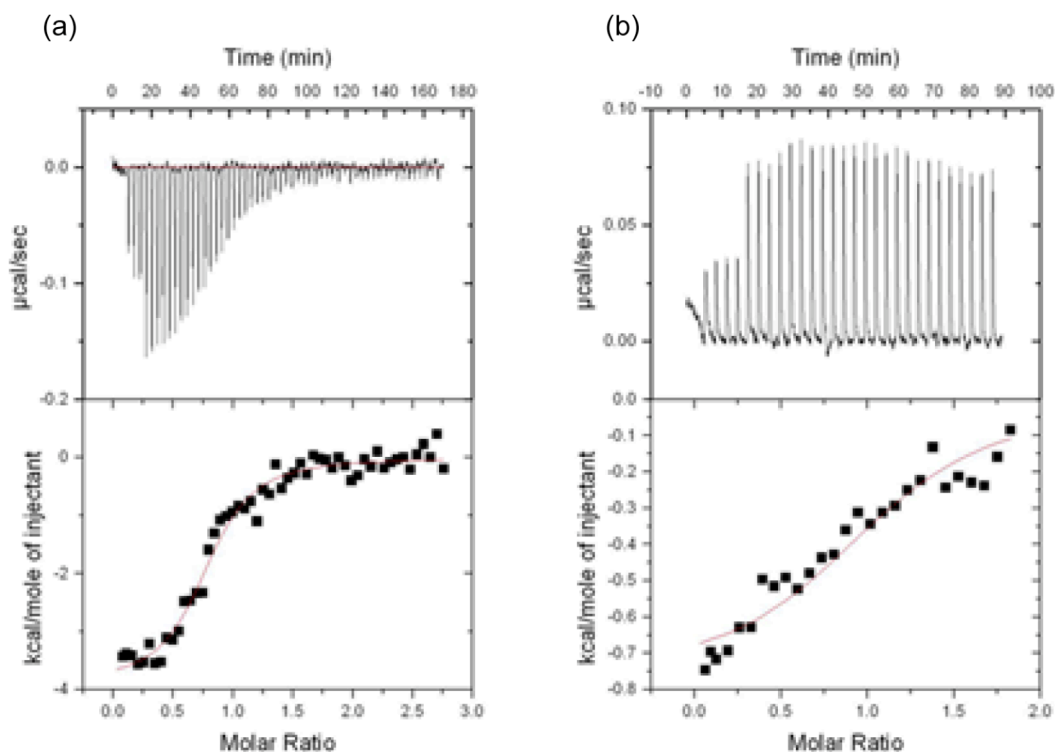 (a)
(b)
Time (min)
0 20 40 60 80 100 120 140 160 180
0.0
-0.1
-0.2
µcal/sec
0
-2
-4
kcal/mole of injectant
0.0 0.5 1.0 1.5 2.0 2.5 3.0
Molar Ratio
Time (min)
-10 0 10 20 30 40 50 60 70 80 90 100
0.10
0.05
0.00
0.0
µcal/sec
-0.1
-0.2
-0.3
-0.4
-0.5
-0.6
-0.7
-0.8
kcal/mole of injectant
0.0 0.5 1.0 1.5 2.0
Molar Ratio